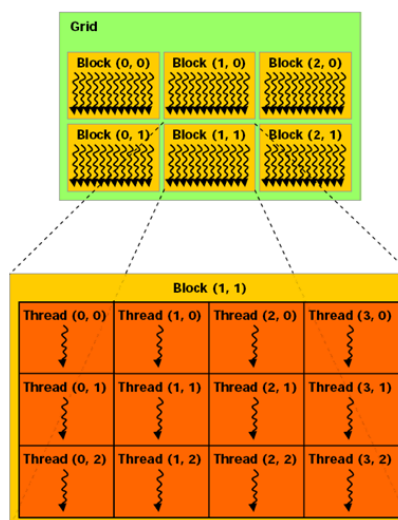 Grid
Block (0, 0) Block (1, 0) Block (2, 0)
Block (0, 1) Block (1, 1) Block (2, 1)
Block (1, 1)
Thread (0, 0) Thread (1, 0) Thread (2, 0) Thread (3, 0)
Thread (0, 1) Thread (1, 1) Thread (2, 1) Thread (3, 1)
Thread (0, 2) Thread (1, 2) Thread (2, 2) Thread (3, 2)